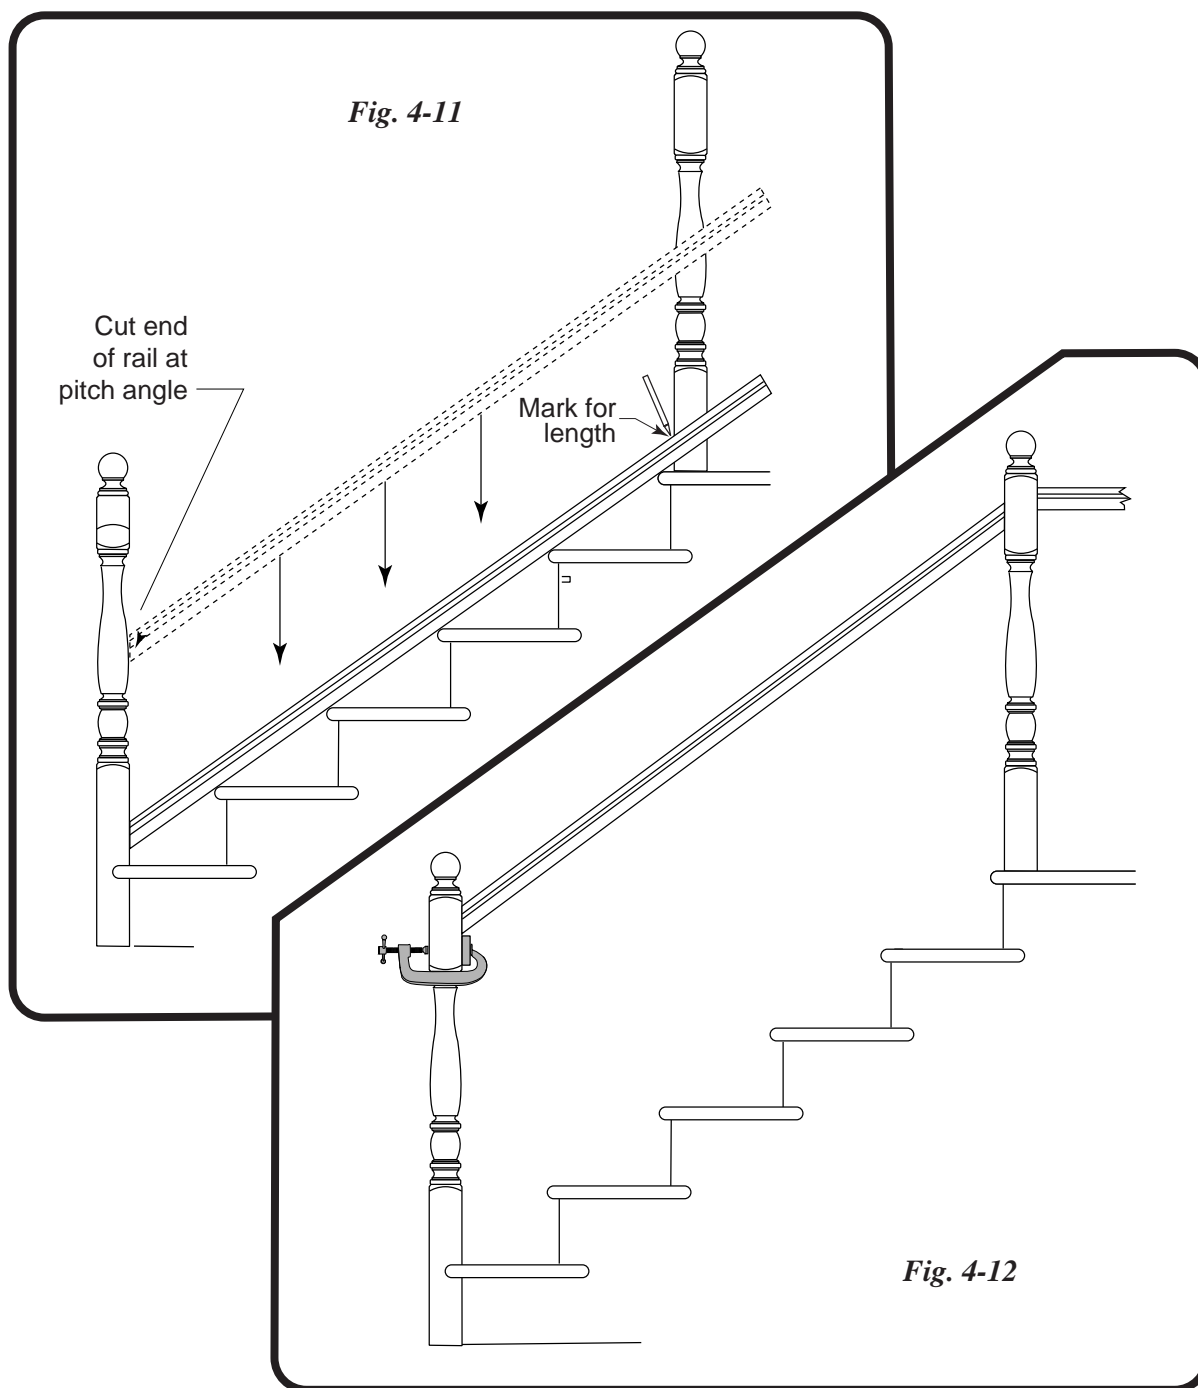 Fig. 4-11
Cut end
of rail at
pitch angle
Mark for
length
Fig. 4-12